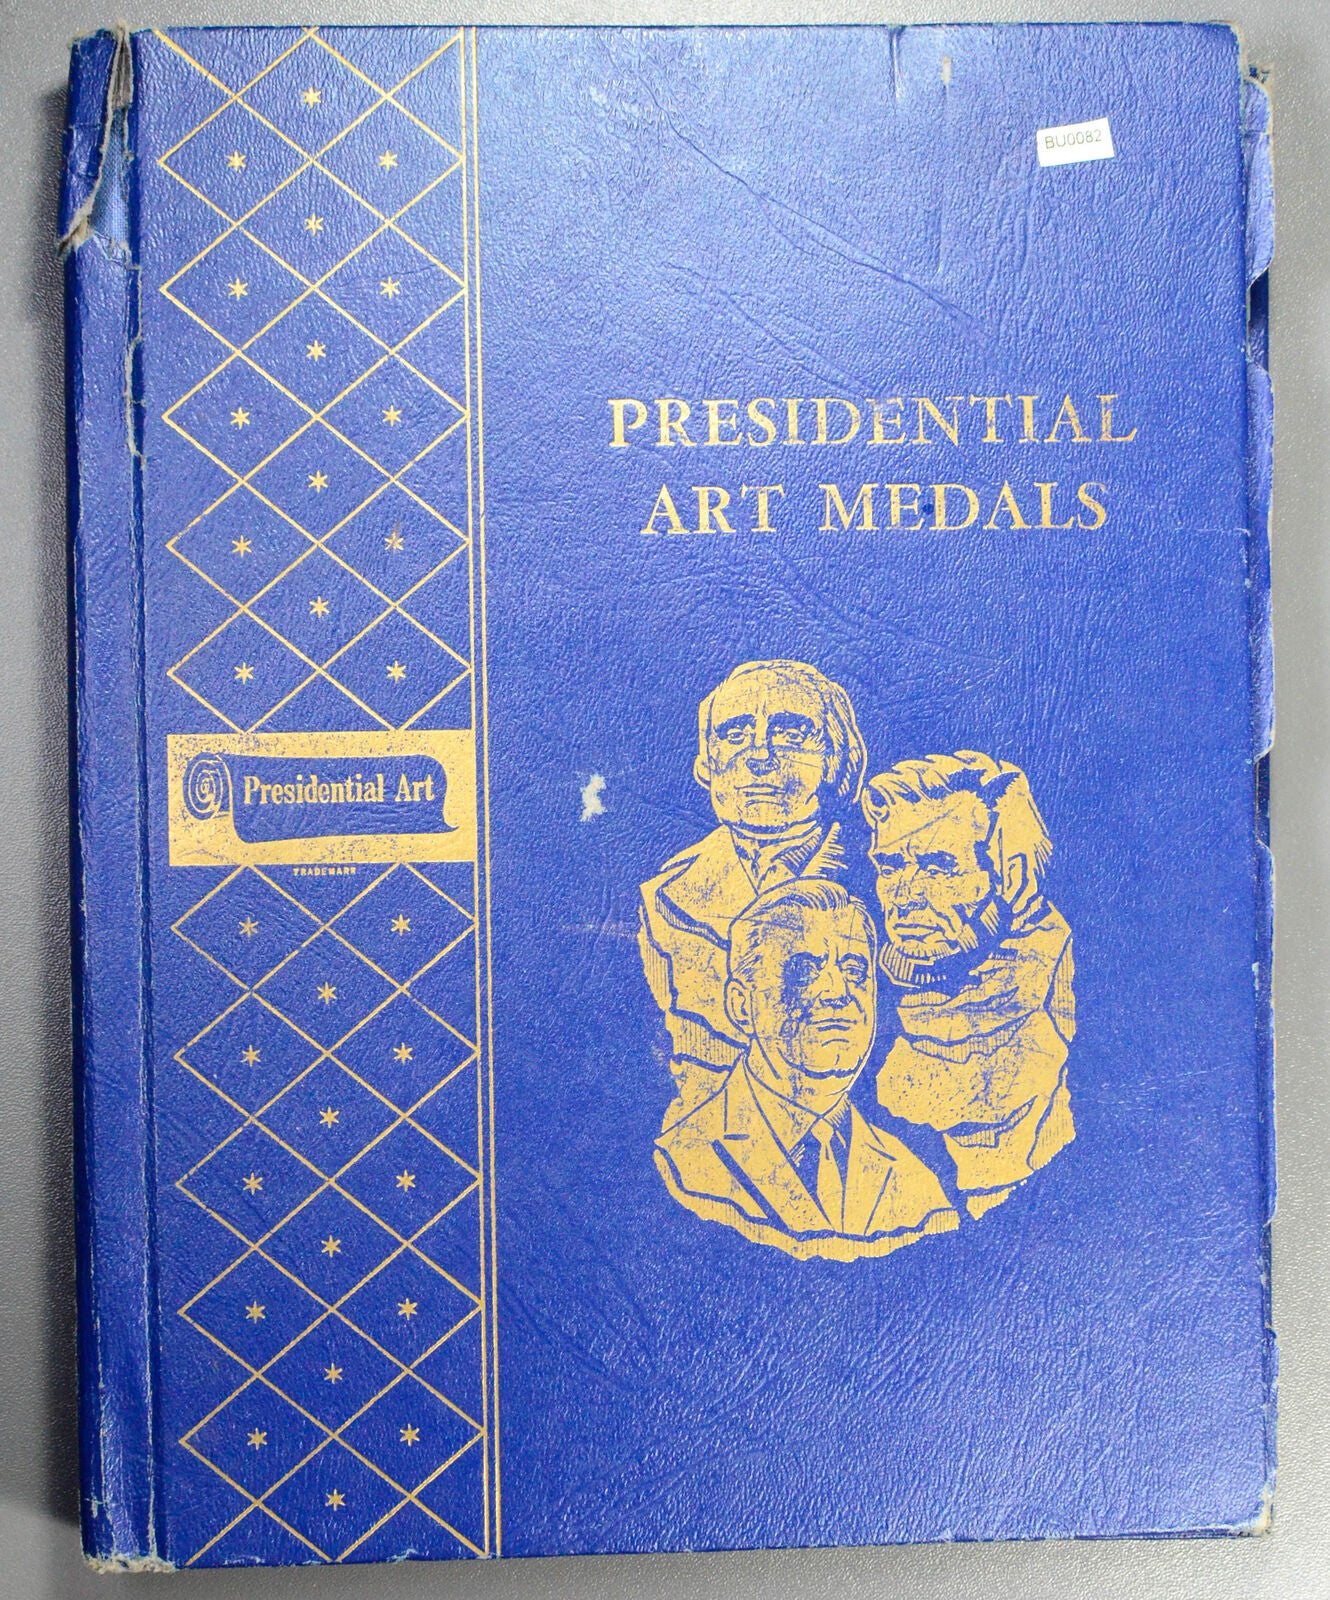 BU0082
PRESIDENTIAL
ART MEDALS
Presidential Art
TRADEMARK